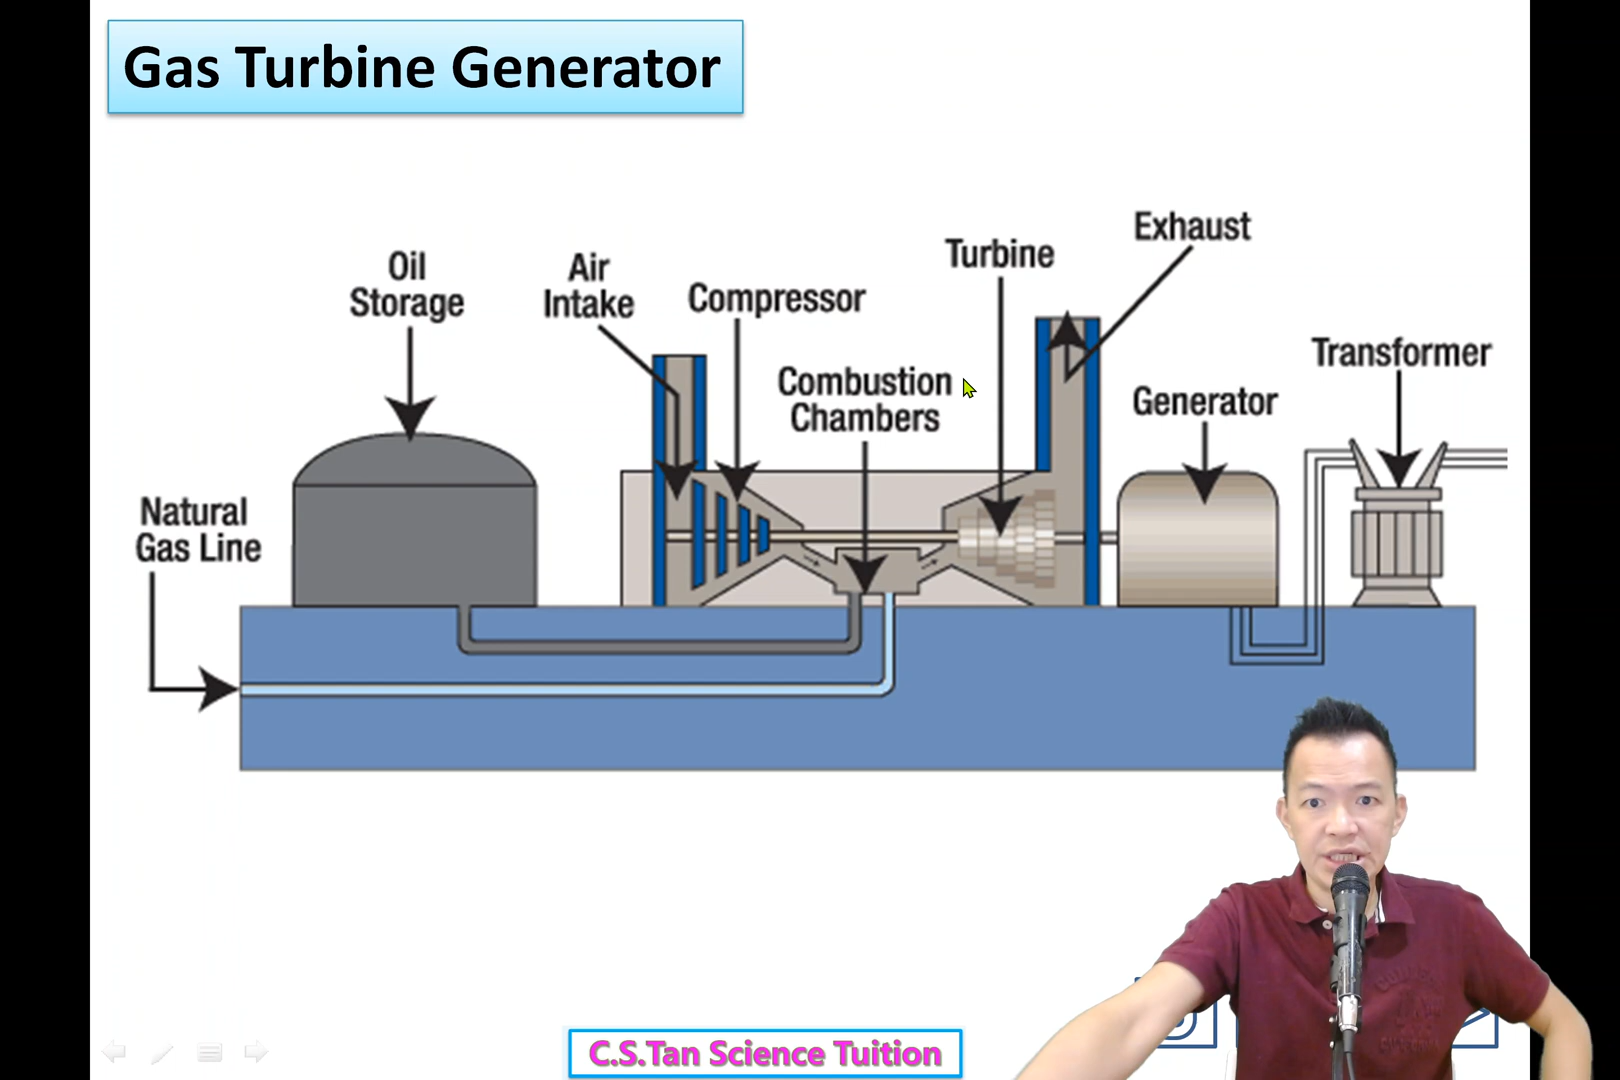 Gas Turbine Generator
Oil
Storage
Air
Intake
Compressor
Combustion
Chambers
Turbine
Exhaust
Generator
Transformer
Natural
Gas Line
C.S.Tan Science Tuition